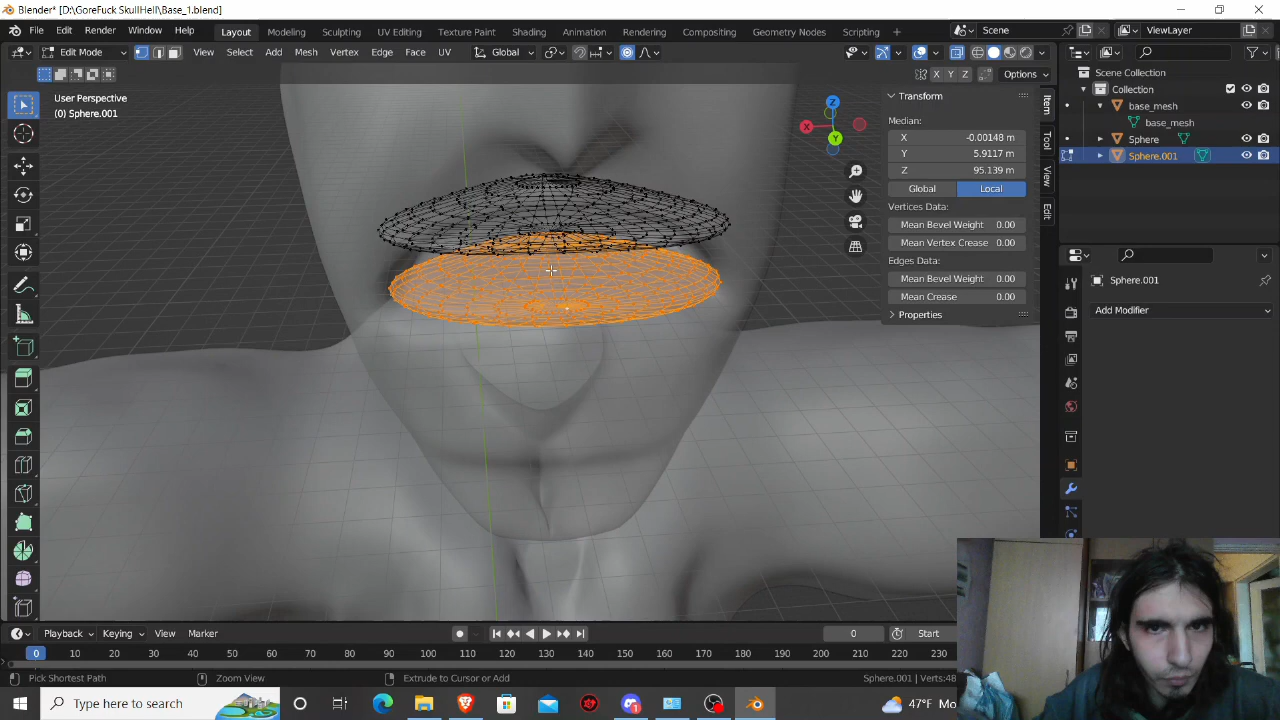 Blender* [D:\GoreFuck SkullHell\Base_1.blend]
File Edit Render Window Help Layout Modeling Sculpting UV Editing Texture Paint Shading Animation Rendering Compositing Geometry Nodes Scripting + Scene ViewLayer
Edit Mode View Select Add Mesh Vertex Edge Face UV Global
X Y Z Options
User Perspective
(0) Sphere.001
Z
X
Y
Transform
Median:
X -0.00148 m
Y 5.9117 m
Z 95.139 m
Global Local
Vertices Data:
Mean Bevel Weight 0.00
Mean Vertex Crease 0.00
Edges Data:
Mean Bevel Weight 0.00
Mean Crease 0.00
Properties
Item
Tool
View
Edit
Scene Collection
Collection
base_mesh
base_mesh
Sphere
Sphere.001
Sphere.001
Add Modifier
Playback Keying View Marker 0 Start
0 10 20 30 40 50 60 70 80 90 100 110 120 130 140 150 160 170 180 190 200 210 220 230
Pick Shortest Path Zoom View Extrude to Cursor or Add Sphere.001 | Verts:48
Type here to search 1 47°F Mo